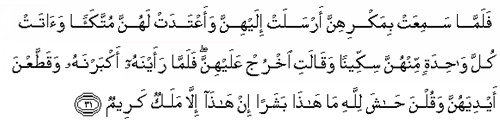 فَلَمَّا سَمِعَتْ بِمَكْرِهِنَّ أَرْسَلَتْ إِلَيْهِنَّ وَأَعْتَدَتْ لَهُنَّ مُتَّكَـًٔا وَءَاتَتْ
كُلَّ وَٰحِدَةٍ مِّنْهُنَّ سِكِّينًا وَقَالَتِ ٱخْرُجْ عَلَيْهِنَّ ۖ فَلَمَّا رَأَيْنَهُۥٓ أَكْبَرْنَهُۥ وَقَطَّعْنَ
أَيْدِيَهُنَّ وَقُلْنَ حَـٰشَ لِلَّهِ مَا هَـٰذَا بَشَرًا إِنْ هَـٰذَآ إِلَّا مَلَكٌ كَرِيمٌ ۝٣١